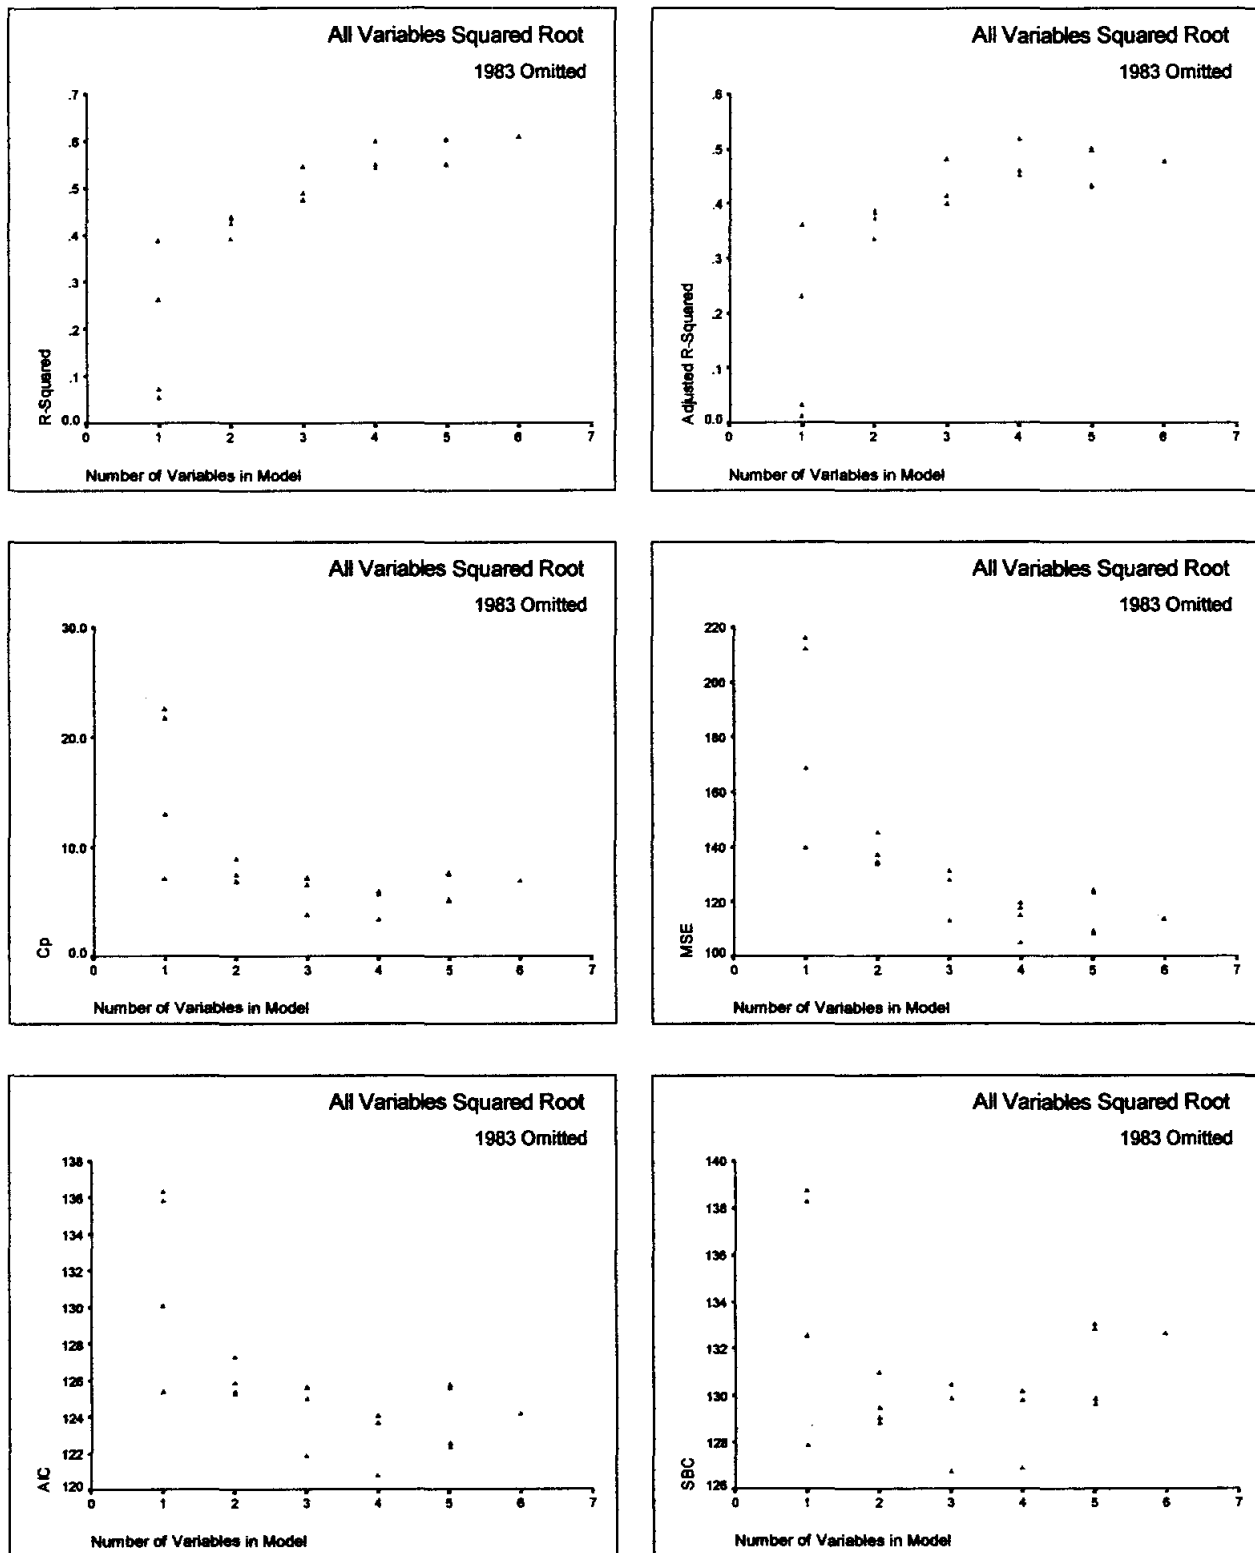 All Variables Squared Root
1983 Omitted
.7
.6
.5
.4
.3
.2
.1
0.0
R-Squared
0 1 2 3 4 5 6 7
Number of Variables in Model
All Variables Squared Root
1983 Omitted
.6
.5
.4
.3
.2
.1
0.0
Adjusted R-Squared
0 1 2 3 4 5 6 7
Number of Variables in Model
All Variables Squared Root
1983 Omitted
30.0
20.0
10.0
0.0
Cp
0 1 2 3 4 5 6 7
Number of Variables in Model
All Variables Squared Root
1983 Omitted
220
200
180
160
140
120
100
MSE
0 1 2 3 4 5 6 7
Number of Variables in Model
All Variables Squared Root
1983 Omitted
138
136
134
132
130
128
126
124
122
120
AIC
0 1 2 3 4 5 6 7
Number of Variables in Model
All Variables Squared Root
1983 Omitted
140
138
136
134
132
130
128
126
SBC
0 1 2 3 4 5 6 7
Number of Variables in Model